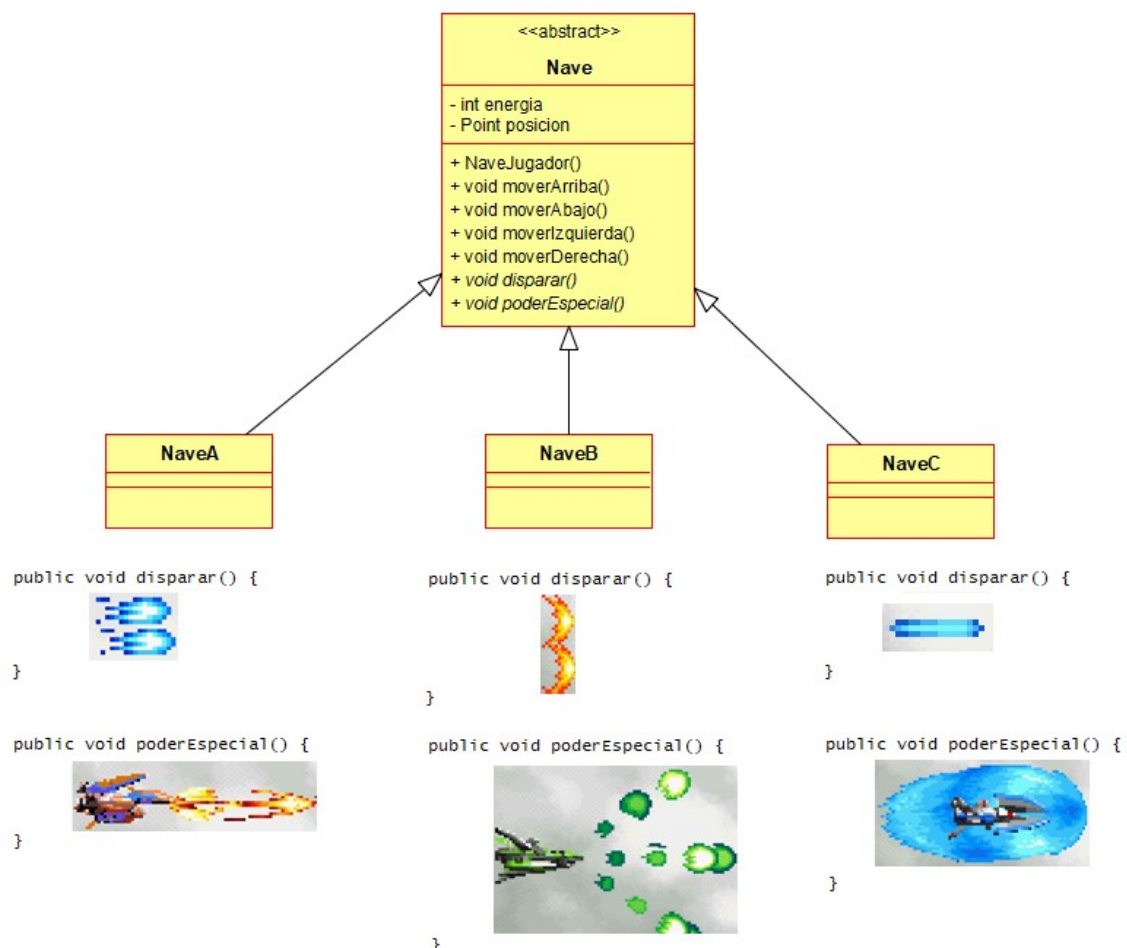 <<abstract>>
Nave
- int energia
- Point posicion
+ NaveJugador()
+ void moverArriba()
+ void moverAbajo()
+ void moverIzquierda()
+ void moverDerecha()
+ void disparar()
+ void poderEspecial()
NaveA
NaveB
NaveC
public void disparar() {
}
public void disparar() {
}
public void disparar() {
}
public void poderEspecial() {
}
public void poderEspecial() {
}
public void poderEspecial() {
}